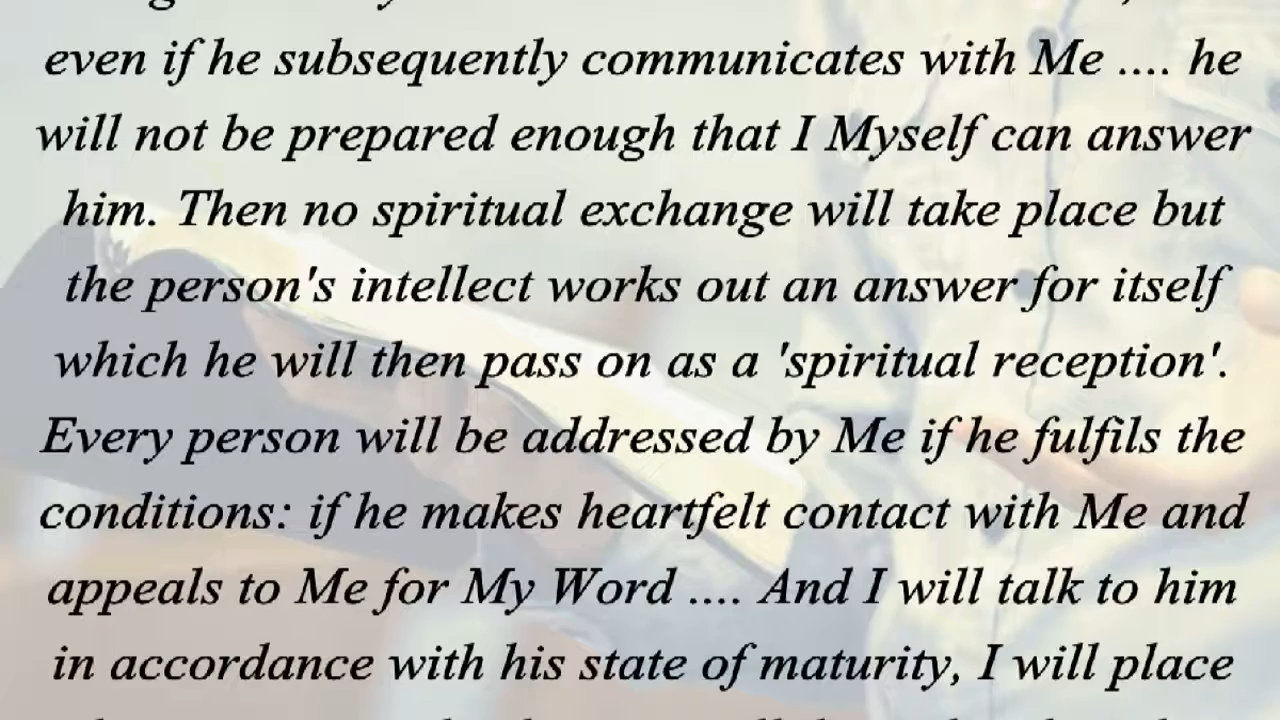 even if he subsequently communicates with Me .... he
will not be prepared enough that I Myself can answer
him. Then no spiritual exchange will take place but
the person's intellect works out an answer for itself
which he will then pass on as a 'spiritual reception'.
Every person will be addressed by Me if he fulfils the
conditions: if he makes heartfelt contact with Me and
appeals to Me for My Word .... And I will talk to him
in accordance with his state of maturity, I will place